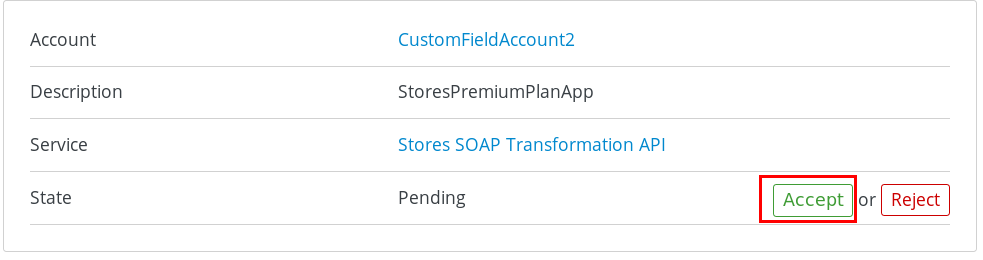 Account CustomFieldAccount2
Description StoresPremiumPlanApp
Service Stores SOAP Transformation API
State Pending Accept or Reject